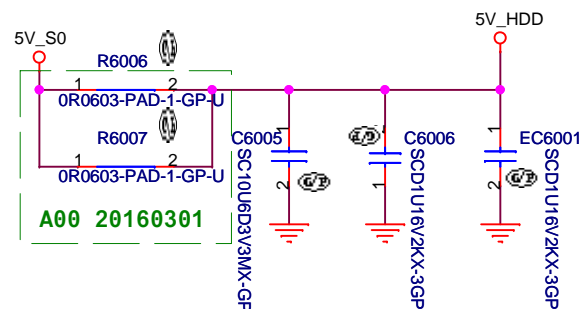 5V_S0
5V_HDD
R6006
1
2
0R0603-PAD-1-GP-U
R6007
1
2
0R0603-PAD-1-GP-U
A00 20160301
C6005
SC10U6D3V3MX-GP
1
2
G/P
C6006
SCD1U16V2KX-3GP
1
EC6001
SCD1U16V2KX-3GP
1
2
G/P